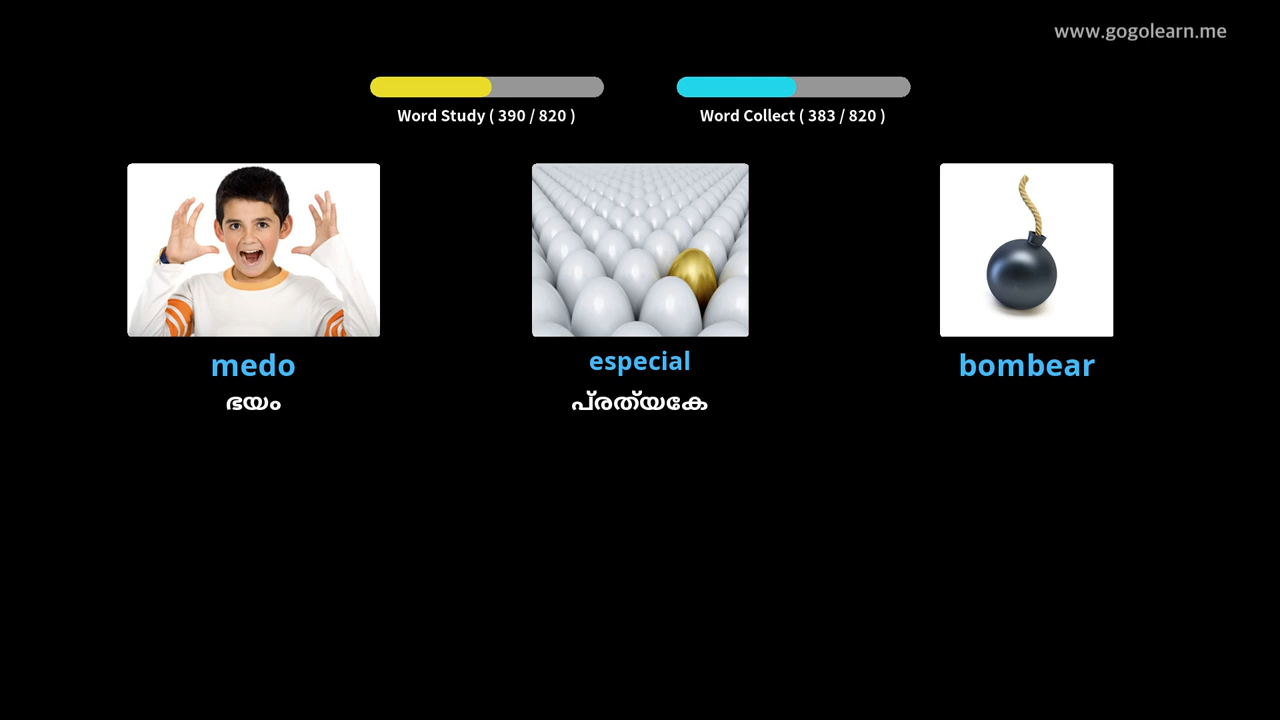 www.gogolearn.me
Word Study ( 390 / 820 )
Word Collect ( 383 / 820 )
medo
especial
bombear
ഭയം
പ്രത്യകേ